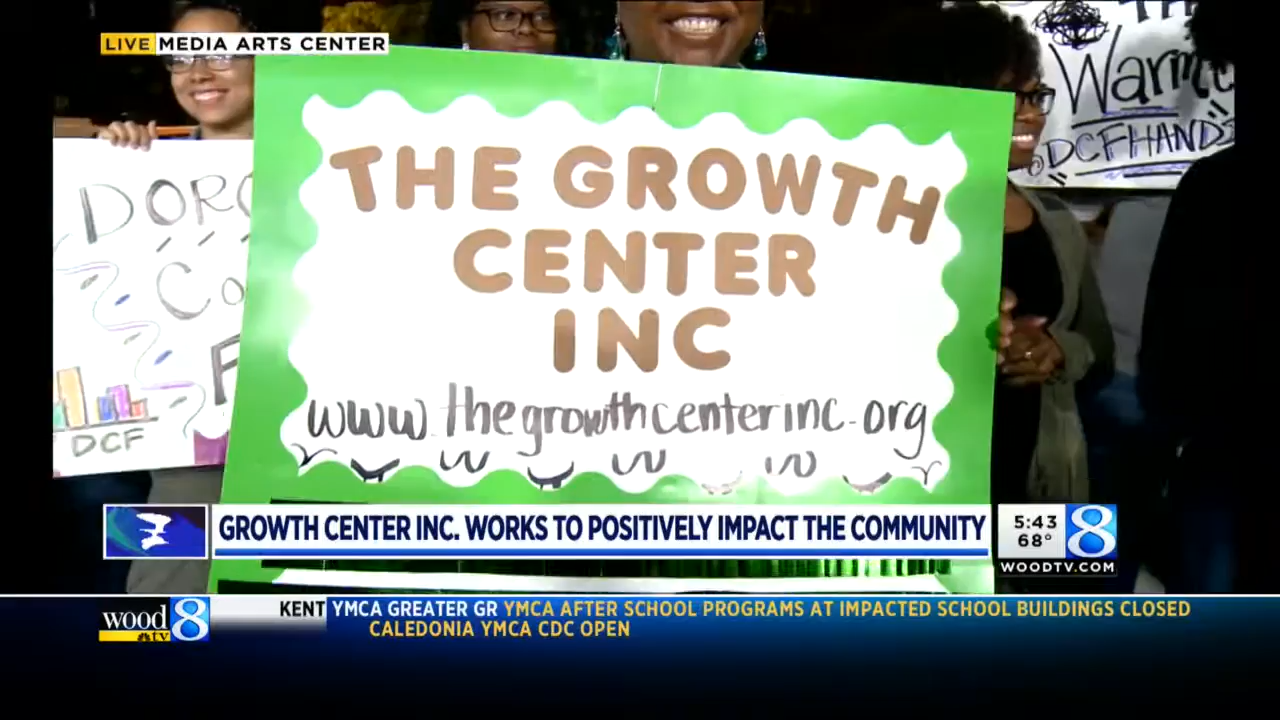 LIVE MEDIA ARTS CENTER
THE GROWTH
CENTER
INC
www.thegrowthcenterinc.org
DCF
Warm
@DCFHANDS
GROWTH CENTER INC. WORKS TO POSITIVELY IMPACT THE COMMUNITY
5:43
68°
8
WOODTV.COM
wood tv 8
KENT YMCA GREATER GR YMCA AFTER SCHOOL PROGRAMS AT IMPACTED SCHOOL BUILDINGS CLOSED
CALEDONIA YMCA CDC OPEN